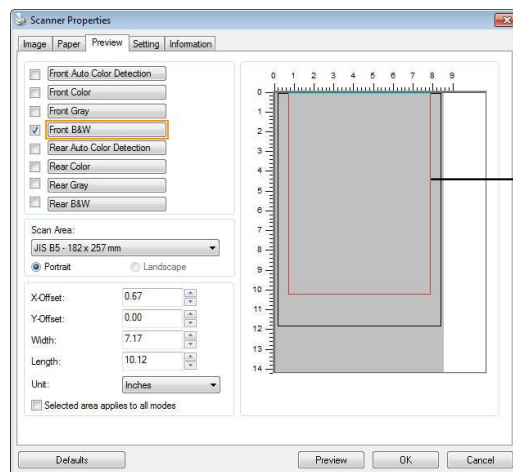 Scanner Properties
Image Paper Preview Setting Information
Front Auto Color Detection
Front Color
Front Gray
Front B&W
Rear Auto Color Detection
Rear Color
Rear Gray
Rear B&W
Scan Area:
JIS B5 - 182 x 257 mm
Portrait Landscape
X-Offset: 0.67
Y-Offset: 0.00
Width: 7.17
Length: 10.12
Unit: Inches
Selected area applies to all modes
0 1 2 3 4 5 6 7 8 9
0
1
2
3
4
5
6
7
8
9
10
11
12
13
14
Defaults Preview OK Cancel